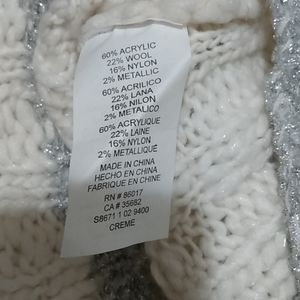 60% ACRYLIC
22% WOOL
16% NYLON
2% METALLIC
60% ACRILICO
22% LANA
16% NILON
2% METALICO
60% ACRYLIQUE
22% LAINE
16% NYLON
2% METALLIQUÉ
MADE IN CHINA
HECHO EN CHINA
FABRIQUE EN CHINE
RN # 86017
CA # 35682
S8671 1 02 9400
CREME